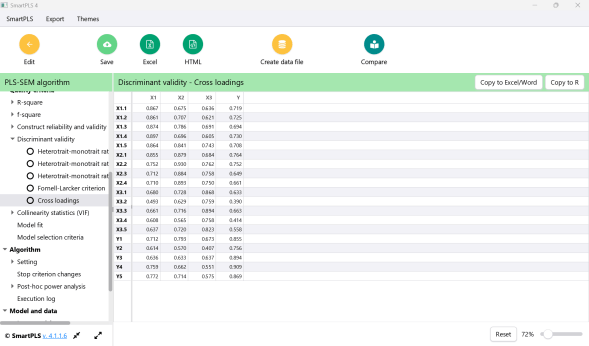 SmartPLS 4
SmartPLS Export Themes
Edit Save Excel HTML Create data file Compare
PLS-SEM algorithm
Quality criteria
R-square
f-square
Construct reliability and validity
Discriminant validity
Heterotrait-monotrait rat
Heterotrait-monotrait rat
Heterotrait-monotrait rat
Fornell-Larcker criterion
Cross loadings
Collinearity statistics (VIF)
Model fit
Model selection criteria
Algorithm
Setting
Stop criterion changes
Post-hoc power analysis
Execution log
Model and data
© SmartPLS v. 4.1.1.6
Discriminant validity - Cross loadings Copy to Excel/Word Copy to R
X1 X2 X3 Y
X1.1 0.867 0.675 0.636 0.719
X1.2 0.861 0.707 0.621 0.725
X1.3 0.874 0.786 0.691 0.694
X1.4 0.897 0.696 0.605 0.730
X1.5 0.864 0.841 0.743 0.708
X2.1 0.855 0.879 0.684 0.764
X2.2 0.752 0.930 0.762 0.752
X2.3 0.712 0.884 0.758 0.649
X2.4 0.710 0.893 0.750 0.661
X3.1 0.680 0.728 0.868 0.633
X3.2 0.493 0.629 0.759 0.390
X3.3 0.661 0.716 0.894 0.663
X3.4 0.608 0.565 0.758 0.414
X3.5 0.637 0.720 0.823 0.558
Y1 0.712 0.793 0.673 0.855
Y2 0.614 0.570 0.407 0.756
Y3 0.636 0.633 0.637 0.894
Y4 0.759 0.662 0.551 0.909
Y5 0.772 0.714 0.575 0.869
Reset 72%